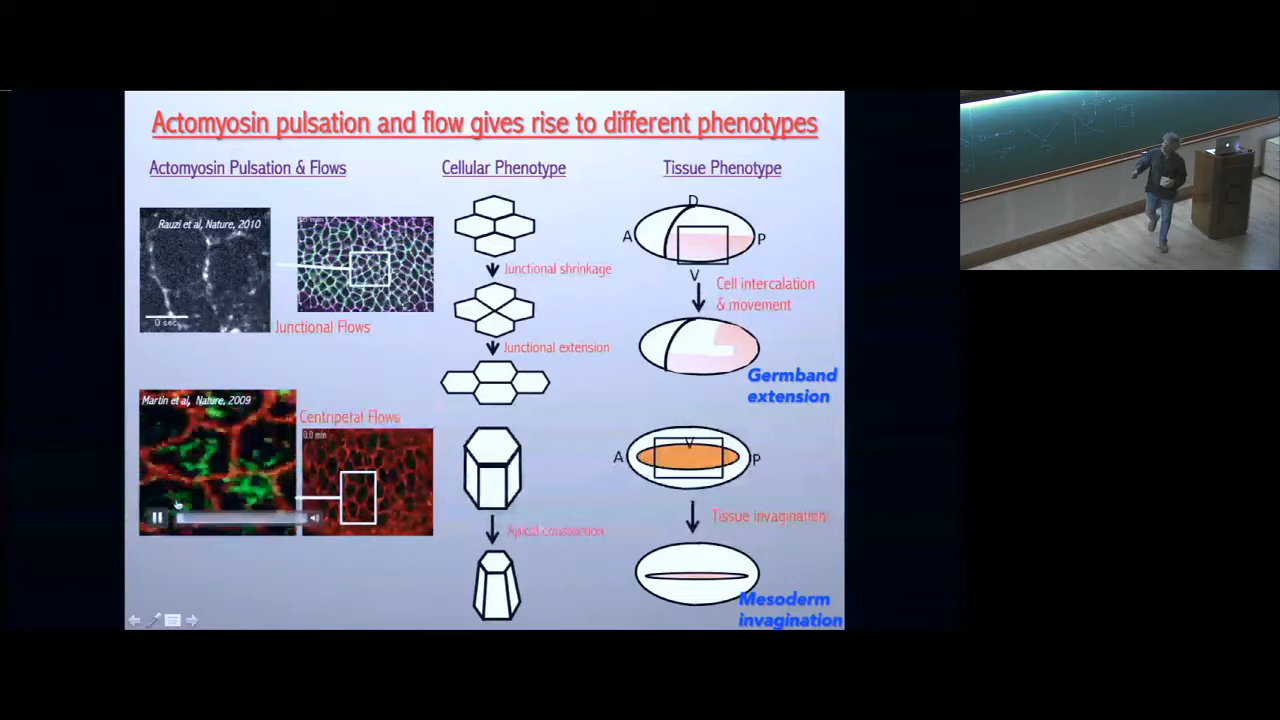 Actomyosin pulsation and flow gives rise to different phenotypes
Actomyosin Pulsation & Flows
Cellular Phenotype
Tissue Phenotype
Rauzi et al, Nature, 2010
0 sec
Junctional Flows
Junctional shrinkage
Junctional extension
D
A
P
V
Cell intercalation
& movement
Germband
extension
Martin et al, Nature, 2009
Centripetal Flows
0.0 min
Apical constriction
V
A
P
Tissue invagination
Mesoderm
invagination